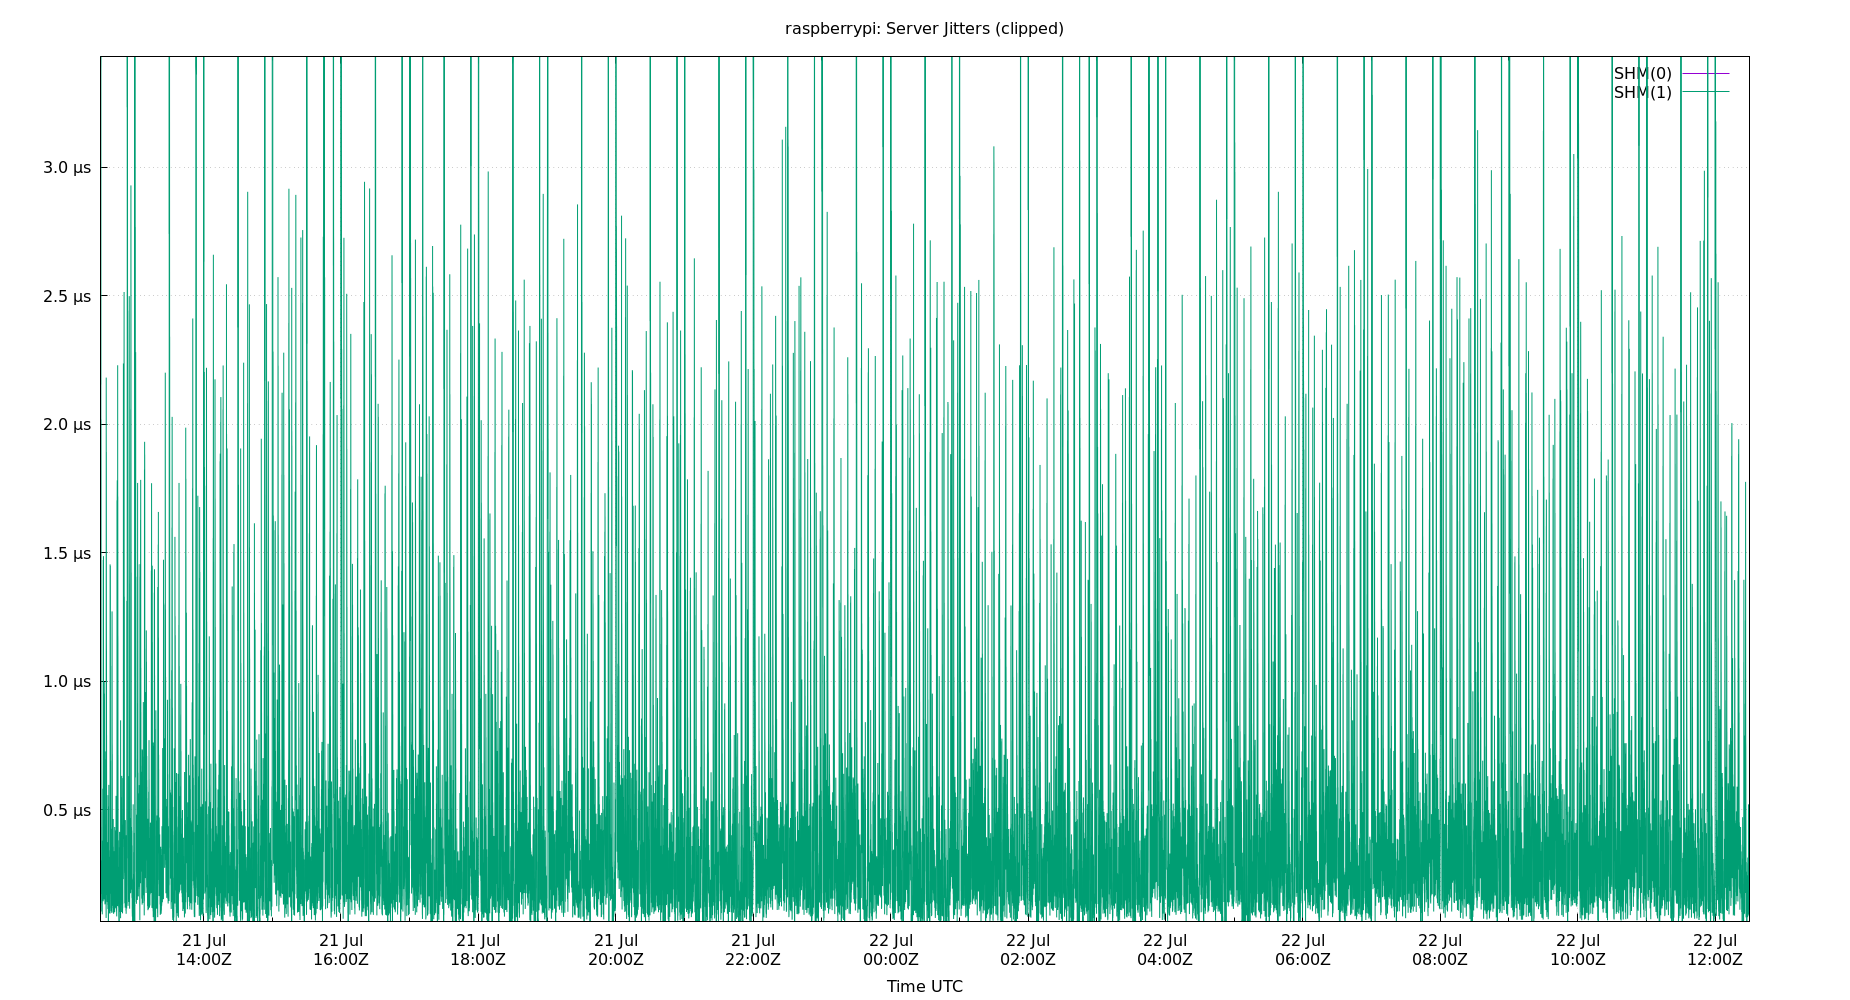 raspberrypi: Server Jitters (clipped)
SHM(0)
SHM(1)
3.0 µs
2.5 µs
2.0 µs
1.5 µs
1.0 µs
0.5 µs
21 Jul 21 Jul 21 Jul 21 Jul 21 Jul 22 Jul 22 Jul 22 Jul 22 Jul 22 Jul 22 Jul 22 Jul
14:00Z 16:00Z 18:00Z 20:00Z 22:00Z 00:00Z 02:00Z 04:00Z 06:00Z 08:00Z 10:00Z 12:00Z
Time UTC